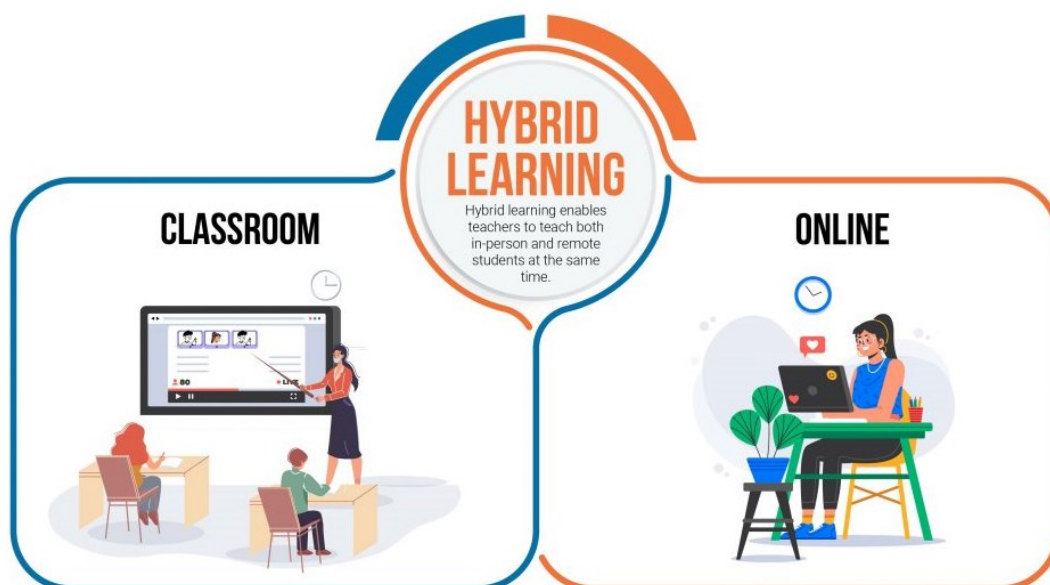 HYBRID
LEARNING
Hybrid learning enables
teachers to teach both
in-person and remote
students at the same
time.
CLASSROOM
ONLINE
80
LIVE